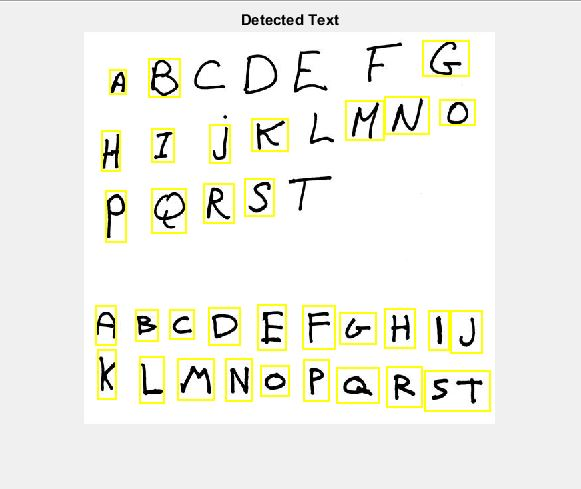 Detected Text
A B C D E F G
H I j K L M N O
P Q R S T
A B C D E F G H I J
K L M N O P Q R S T